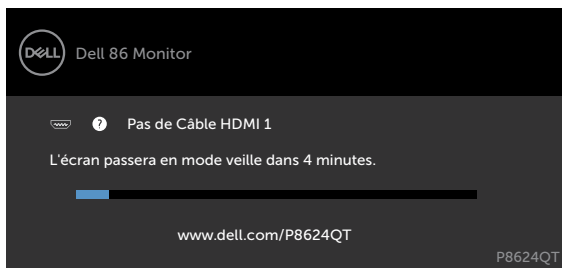 DELL
Dell 86 Monitor
? Pas de Câble HDMI 1
L'écran passera en mode veille dans 4 minutes.
www.dell.com/P8624QT
P8624QT